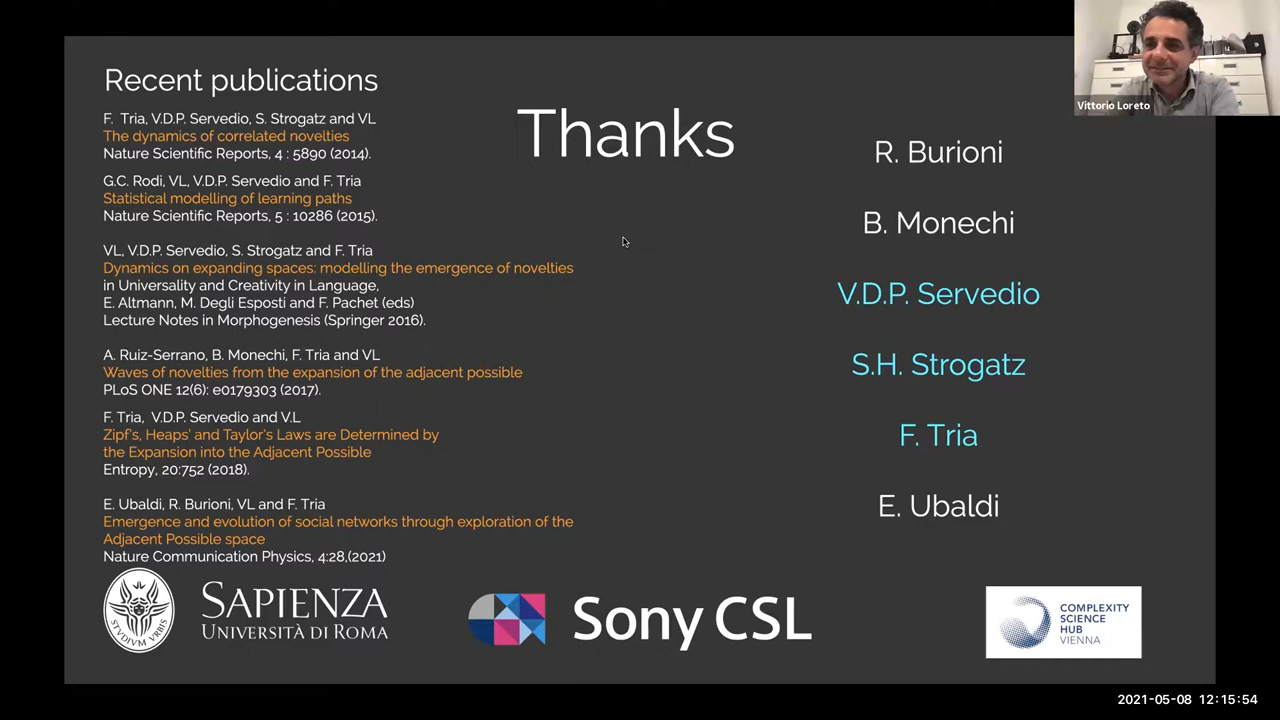 Recent publications
F. Tria, V.D.P. Servedio, S. Strogatz and VL
The dynamics of correlated novelties
Nature Scientific Reports, 4 : 5890 (2014).
G.C. Rodi, VL, V.D.P. Servedio and F. Tria
Statistical modelling of learning paths
Nature Scientific Reports, 5 : 10286 (2015).
VL, V.D.P. Servedio, S. Strogatz and F. Tria
Dynamics on expanding spaces: modelling the emergence of novelties
in Universality and Creativity in Language,
E. Altmann, M. Degli Esposti and F. Pachet (eds)
Lecture Notes in Morphogenesis (Springer 2016).
A. Ruiz-Serrano, B. Monechi, F. Tria and VL
Waves of novelties from the expansion of the adjacent possible
PLoS ONE 12(6): e0179303 (2017).
F. Tria, V.D.P. Servedio and V.L
Zipf's, Heaps' and Taylor's Laws are Determined by
the Expansion into the Adjacent Possible
Entropy, 20:752 (2018).
E. Ubaldi, R. Burioni, VL and F. Tria
Emergence and evolution of social networks through exploration of the
Adjacent Possible space
Nature Communication Physics, 4:28,(2021)
Thanks
R. Burioni
B. Monechi
V.D.P. Servedio
S.H. Strogatz
F. Tria
E. Ubaldi
Vittorio Loreto
STVDIVM VRBIS
SAPIENZA
UNIVERSITÀ DI ROMA
Sony CSL
COMPLEXITY
SCIENCE
HUB
VIENNA
2021-05-08 12:15:54